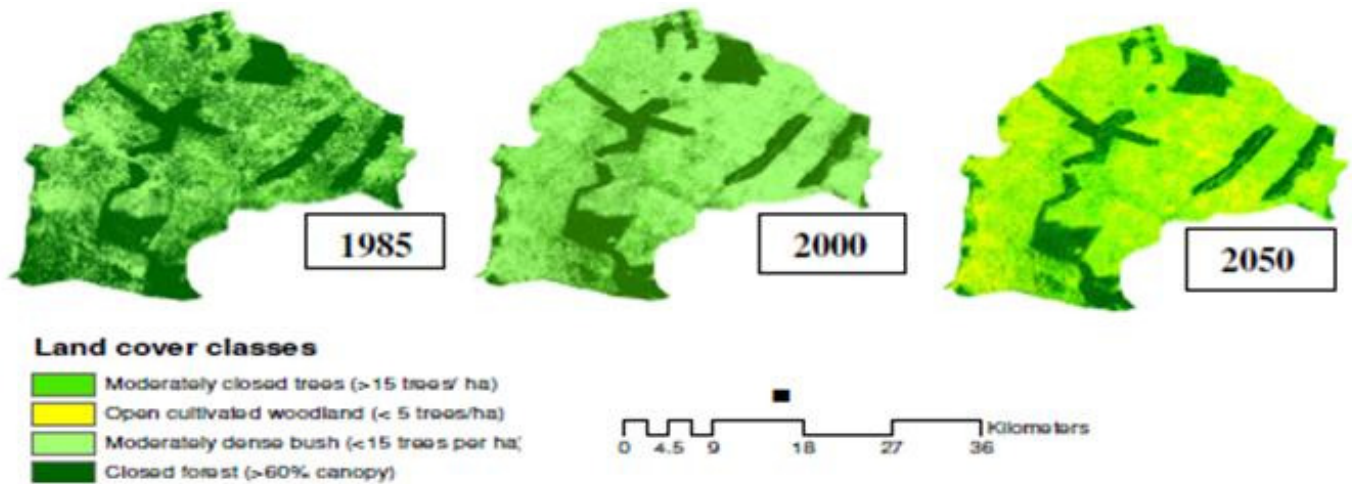 1985
2000
2050
Land cover classes
Moderately closed trees (>15 trees/ ha)
Open cultivated woodland (< 5 trees/ha)
Moderately dense bush (<15 trees per ha)
Closed forest (>60% canopy)
Kilometers
0 4.5 9 18 27 36